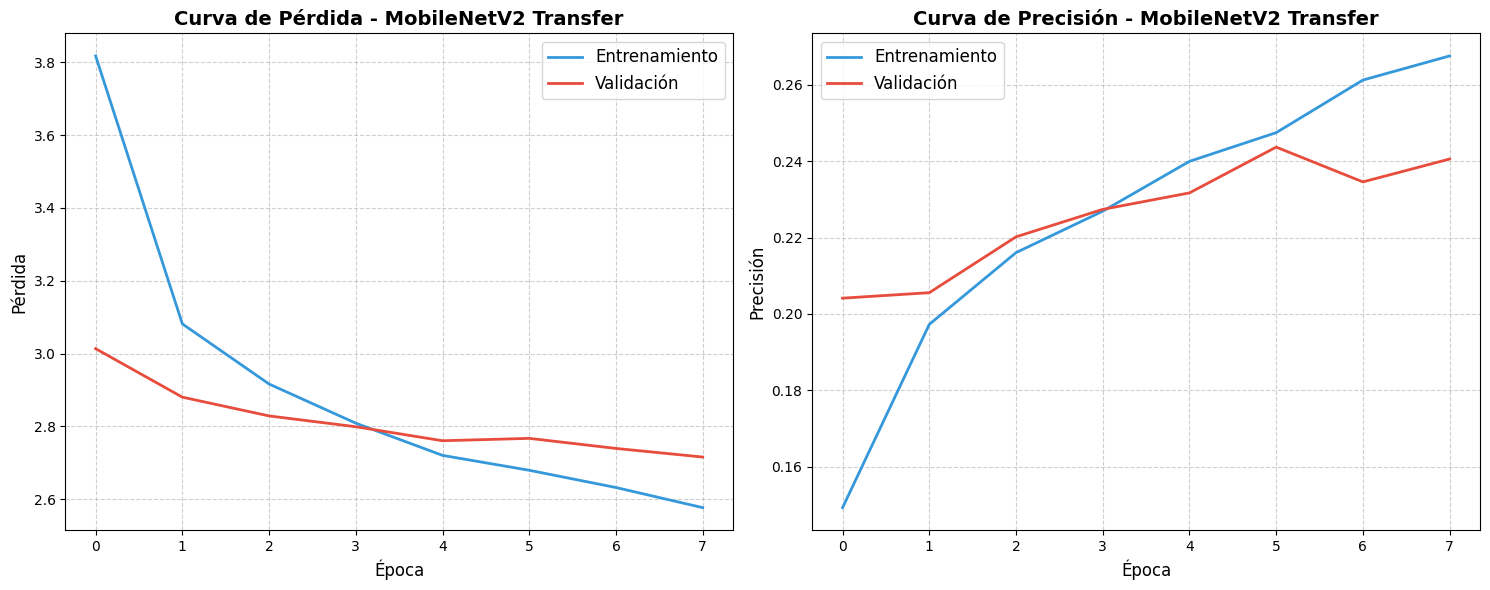 Curva de Pérdida - MobileNetV2 Transfer
Entrenamiento
Validación
3.8
3.6
3.4
3.2
3.0
2.8
2.6
Pérdida
0 1 2 3 4 5 6 7
Época
Curva de Precisión - MobileNetV2 Transfer
Entrenamiento
Validación
0.26
0.24
0.22
0.20
0.18
0.16
Precisión
0 1 2 3 4 5 6 7
Época